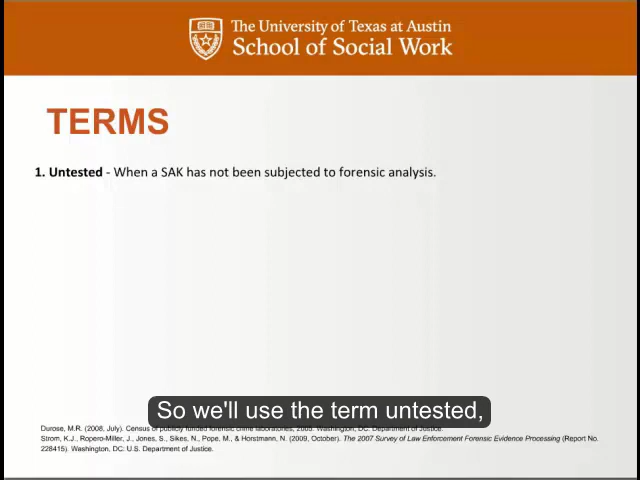 The University of Texas at Austin
School of Social Work
TERMS
1. Untested - When a SAK has not been subjected to forensic analysis.
So we'll use the term untested,
Durose, M.R. (2008, July). Census of publicly funded forensic crime laboratories, 2005. Washington, DC: Department of Justice.
Strom, K.J., Ropero-Miller, J., Jones, S., Sikes, N., Pope, M., & Horstmann, N. (2009, October). The 2007 Survey of Law Enforcement Forensic Evidence Processing (Report No.
228415). Washington, DC: U.S. Department of Justice.